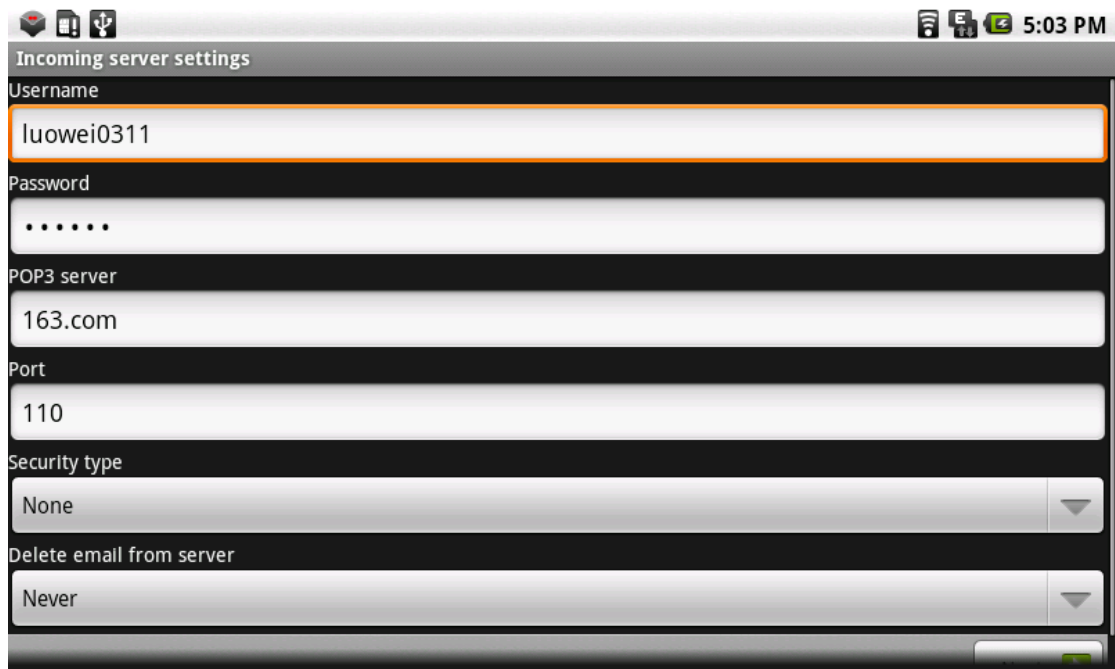 5:03 PM
Incoming server settings
Username
luowei0311
Password
••••••
POP3 server
163.com
Port
110
Security type
None
Delete email from server
Never